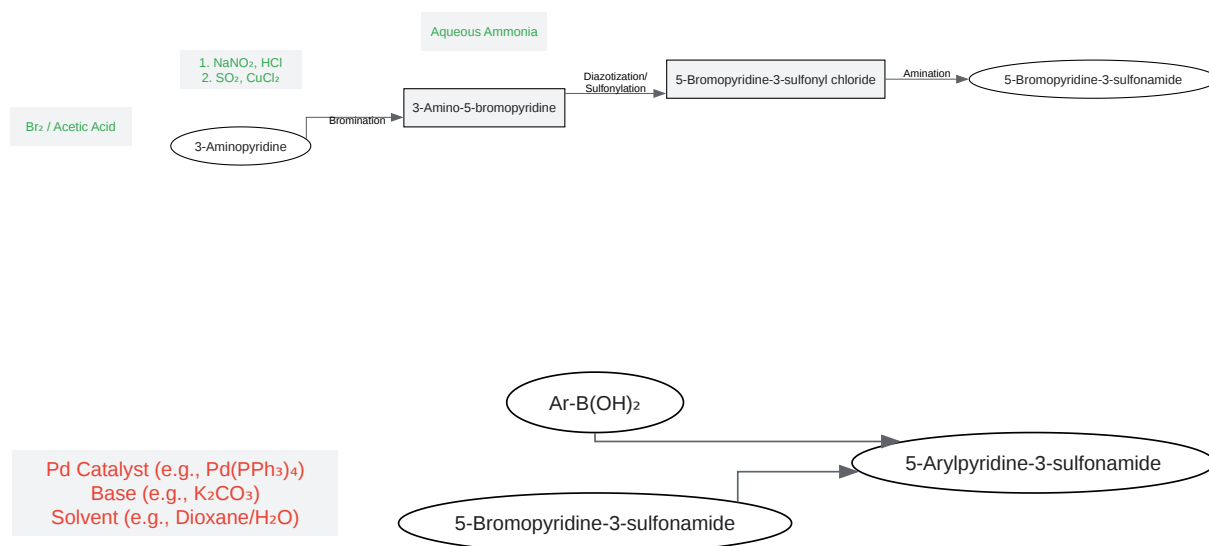 Aqueous Ammonia
1. NaNO₂, HCl
2. SO₂, CuCl₂
Diazotization/
Sulfonylation
5-Bromopyridine-3-sulfonyl chloride
Amination
5-Bromopyridine-3-sulfonamide
3-Amino-5-bromopyridine
Br₂ / Acetic Acid
Bromination
3-Aminopyridine
Ar-B(OH)₂
5-Arylpyridine-3-sulfonamide
Pd Catalyst (e.g., Pd(PPh₃)₄)
Base (e.g., K₂CO₃)
Solvent (e.g., Dioxane/H₂O)
5-Bromopyridine-3-sulfonamide